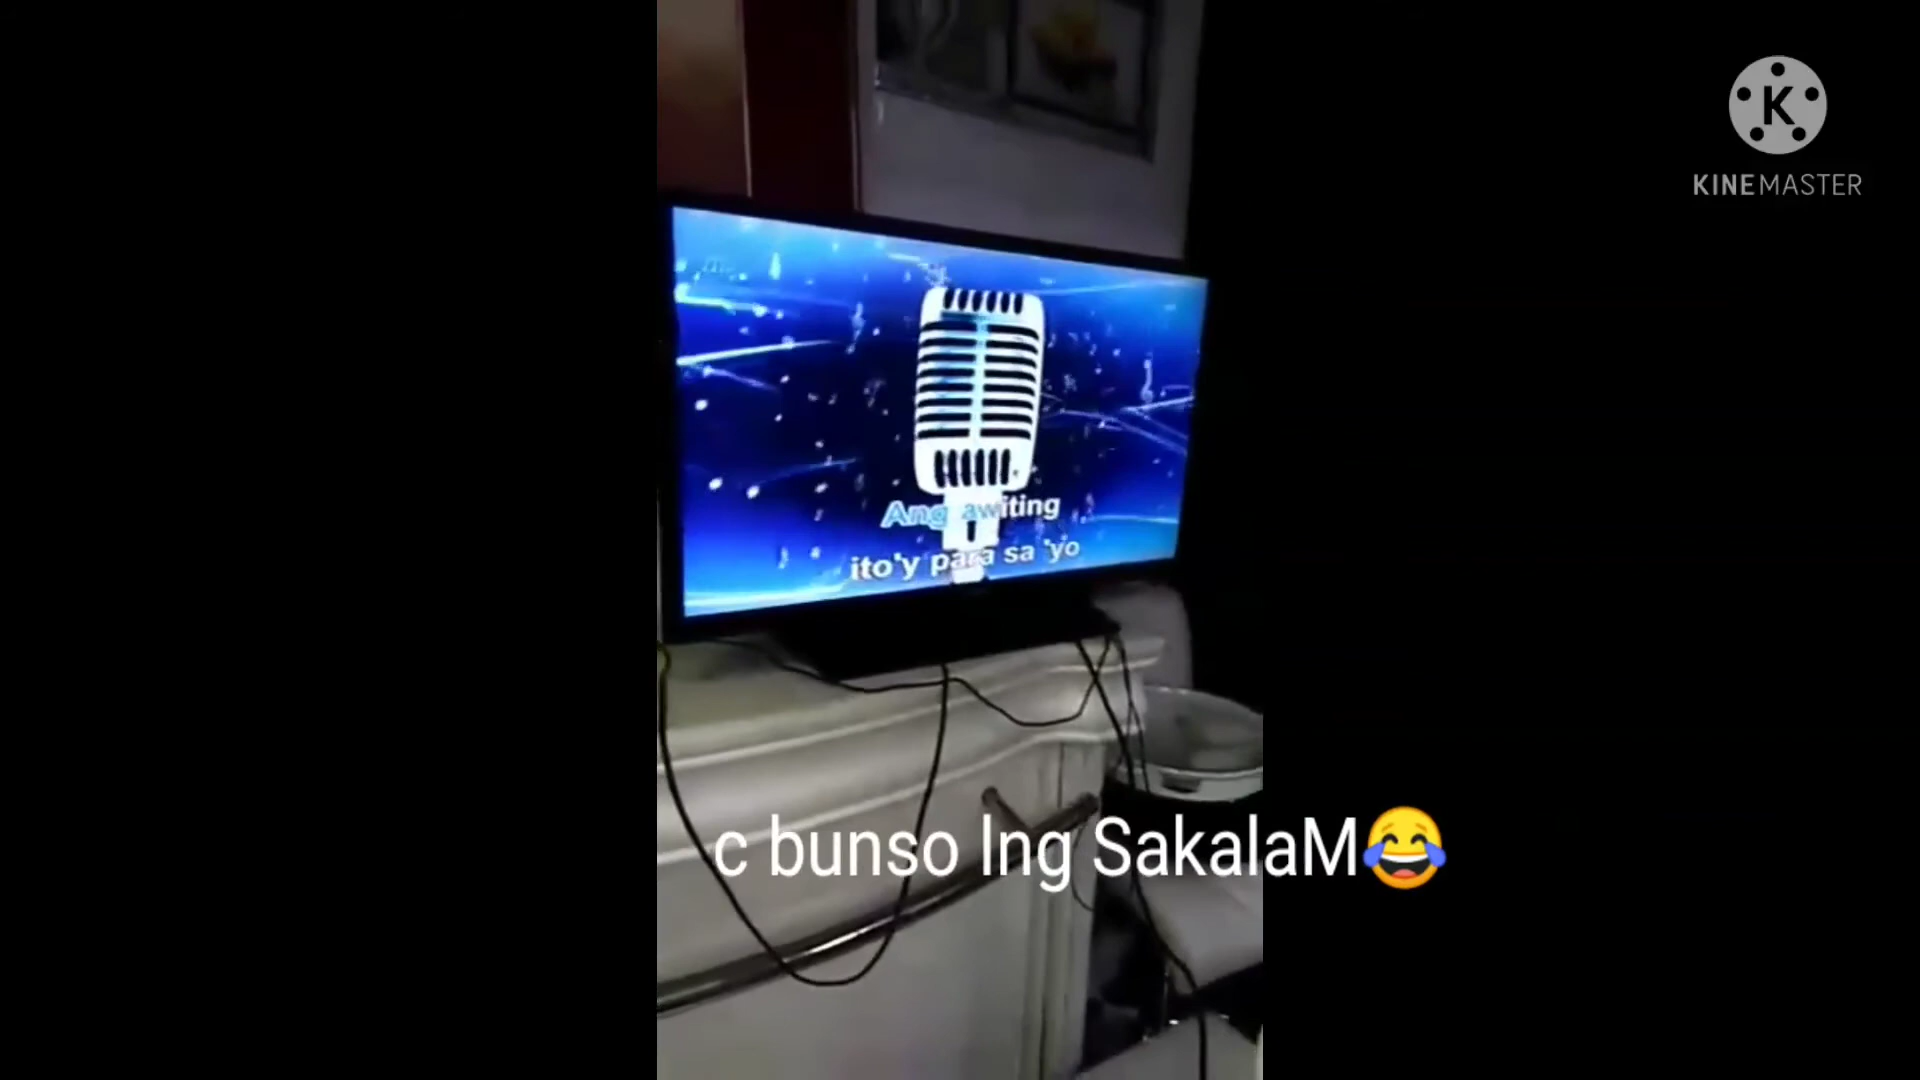 K
KINEMASTER
Ang awiting
ito'y para sa 'yo
c bunso lng SakalaM😂